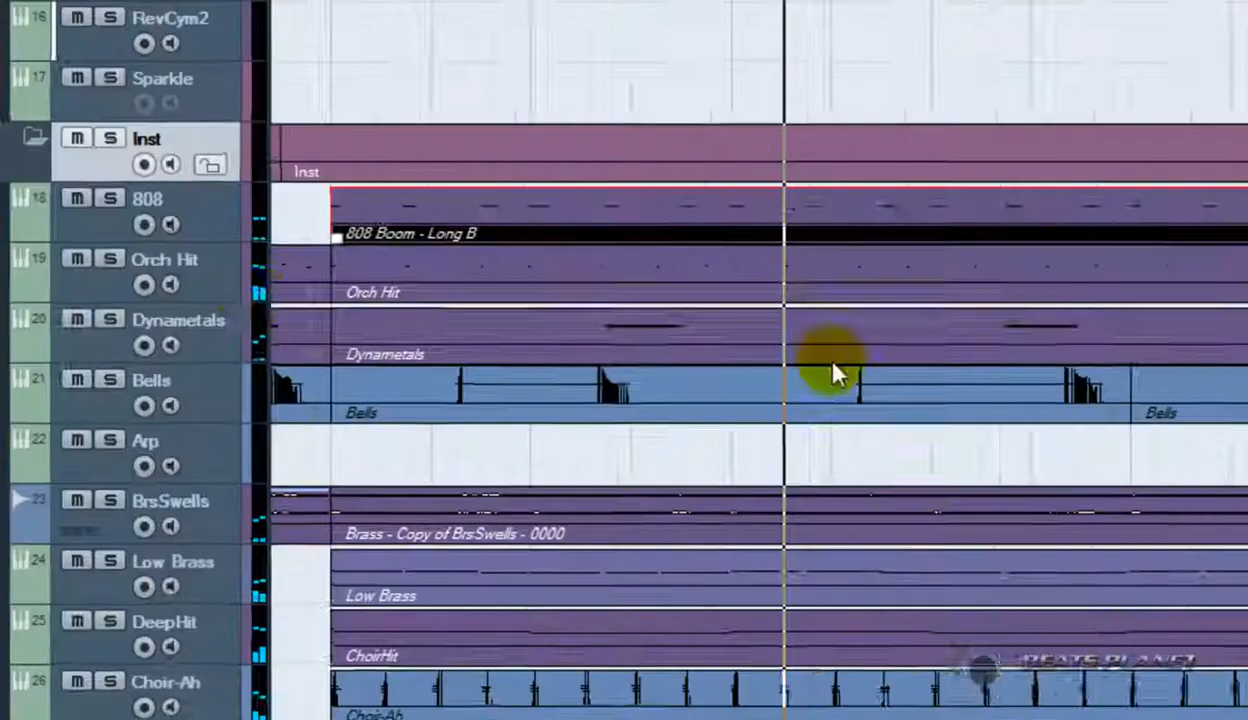 16 M S RevCym2
17 M S Sparkle
M S Inst
Inst
18 M S 808
808 Boom - Long B
19 M S Orch Hit
Orch Hit
20 M S Dynametals
Dynametals
21 M S Bells
Bells Bells
22 M S Arp
23 M S BrsSwells
Brass - Copy of BrsSwells - 0000
24 M S Low Brass
Low Brass
25 M S DeepHit
ChoirHit
BEATS PLANET
26 M S Choir-Ah
Choir-Ah